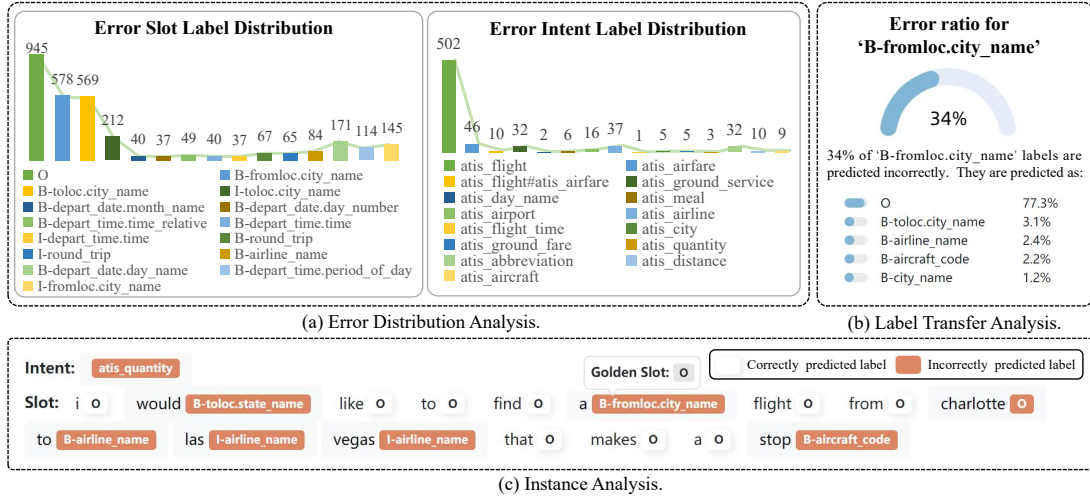 Error Slot Label Distribution
945
578 569
212
40 37 49 40 37 67 65 84 171 114 145
O B-fromloc.city_name
B-toloc.city_name I-toloc.city_name
B-depart_date.month_name B-depart_date.day_number
B-depart_time.time_relative B-depart_time.time
I-depart_time.time B-round_trip
I-round_trip B-airline_name
B-depart_date.day_name B-depart_time.period_of_day
I-fromloc.city_name
Error Intent Label Distribution
502
46 10 32 2 6 16 37 1 5 5 3 32 10 9
atis_flight atis_airfare
atis_flight#atis_airfare atis_ground_service
atis_day_name atis_meal
atis_airport atis_airline
atis_flight_time atis_city
atis_ground_fare atis_quantity
atis_abbreviation atis_distance
atis_aircraft
(a) Error Distribution Analysis.
Error ratio for
‘B-fromloc.city_name’
34%
34% of ‘B-fromloc.city_name’ labels are
predicted incorrectly. They are predicted as:
O 77.3%
B-toloc.city_name 3.1%
B-airline_name 2.4%
B-aircraft_code 2.2%
B-city_name 1.2%
(b) Label Transfer Analysis.
Golden Slot: O
Correctly predicted label Incorrectly predicted label
Intent: atis_quantity
Slot: i O would B-toloc.state_name like O to O find O a B-fromloc.city_name flight O from O charlotte O
to B-airline_name las I-airline_name vegas I-airline_name that O makes O a O stop B-aircraft_code
(c) Instance Analysis.